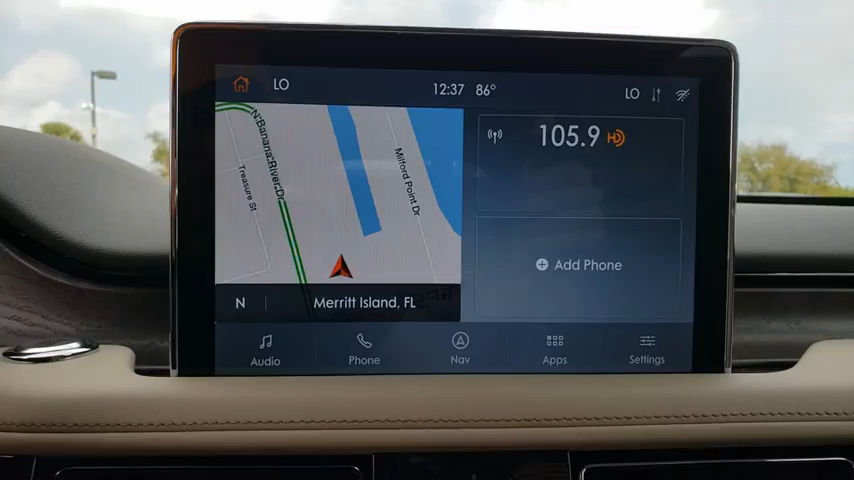 LO
12:37 86°
LO
N Banana River Dr
Treasure St
Milford Point Dr
N
Merritt Island, FL
105.9 HD
Add Phone
Audio
Phone
Nav
Apps
Settings